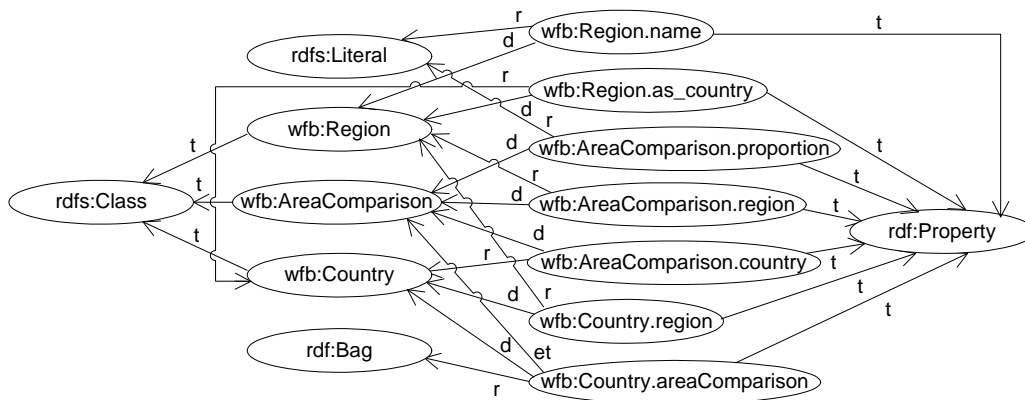 r
wfb:Region.name
t
d
rdfs:Literal
r
wfb:Region.as_country
d
r
wfb:Region
t
d
wfb:AreaComparison.proportion
t
t
r
rdfs:Class
t
wfb:AreaComparison
d
wfb:AreaComparison.region
t
rdf:Property
d
t
wfb:Country
r
wfb:AreaComparison.country
t
d
r
wfb:Country.region
t
t
rdf:Bag
d
et
r
wfb:Country.areaComparison